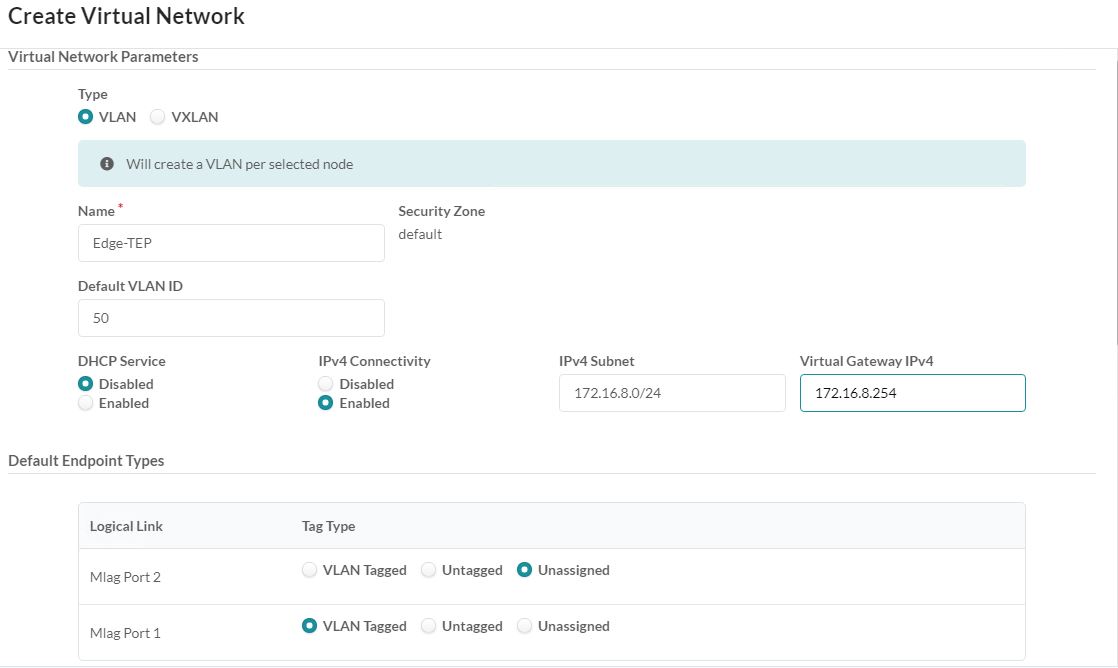 Create Virtual Network
Virtual Network Parameters
Type
VLAN VXLAN
Will create a VLAN per selected node
Name * Security Zone
Edge-TEP default
Default VLAN ID
50
DHCP Service IPv4 Connectivity IPv4 Subnet Virtual Gateway IPv4
Disabled Disabled 172.16.8.0/24 172.16.8.254
Enabled Enabled
Default Endpoint Types
Logical Link Tag Type
Mlag Port 2 VLAN Tagged Untagged Unassigned
Mlag Port 1 VLAN Tagged Untagged Unassigned